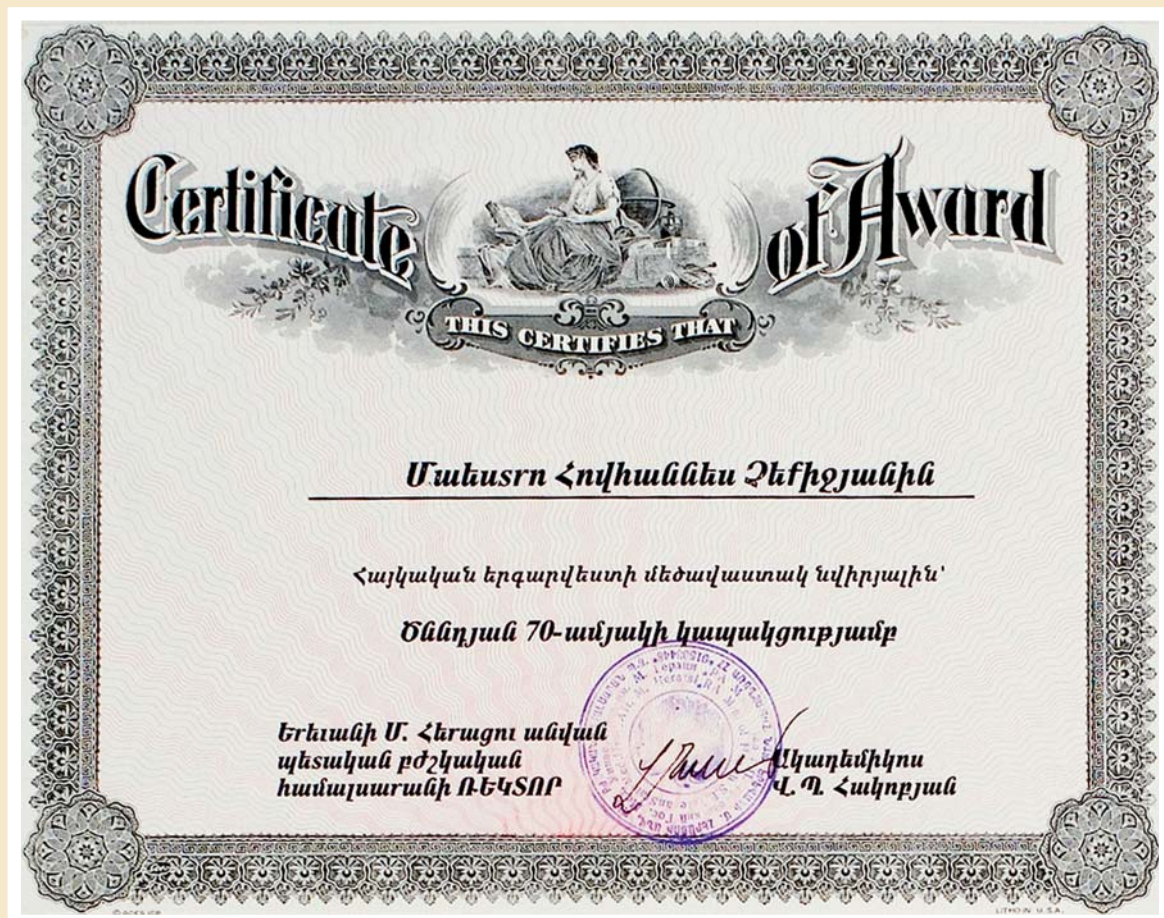 Certificate of Award
THIS CERTIFIES THAT
Մաեստրո Հովհաննես Չեքիջյանին
Հայկական երգարվեստի մեծավաստակ նվիրյալին՝
Ծննդյան 70-ամյակի կապակցությամբ
Երեւանի Մ. Հերացու անվան
պետական բժշկական
համալսարանի ՌԵԿՏՈՐ
Ակադեմիկոս
Վ.Պ. Հակոբյան
LITHO IN U.S.A.